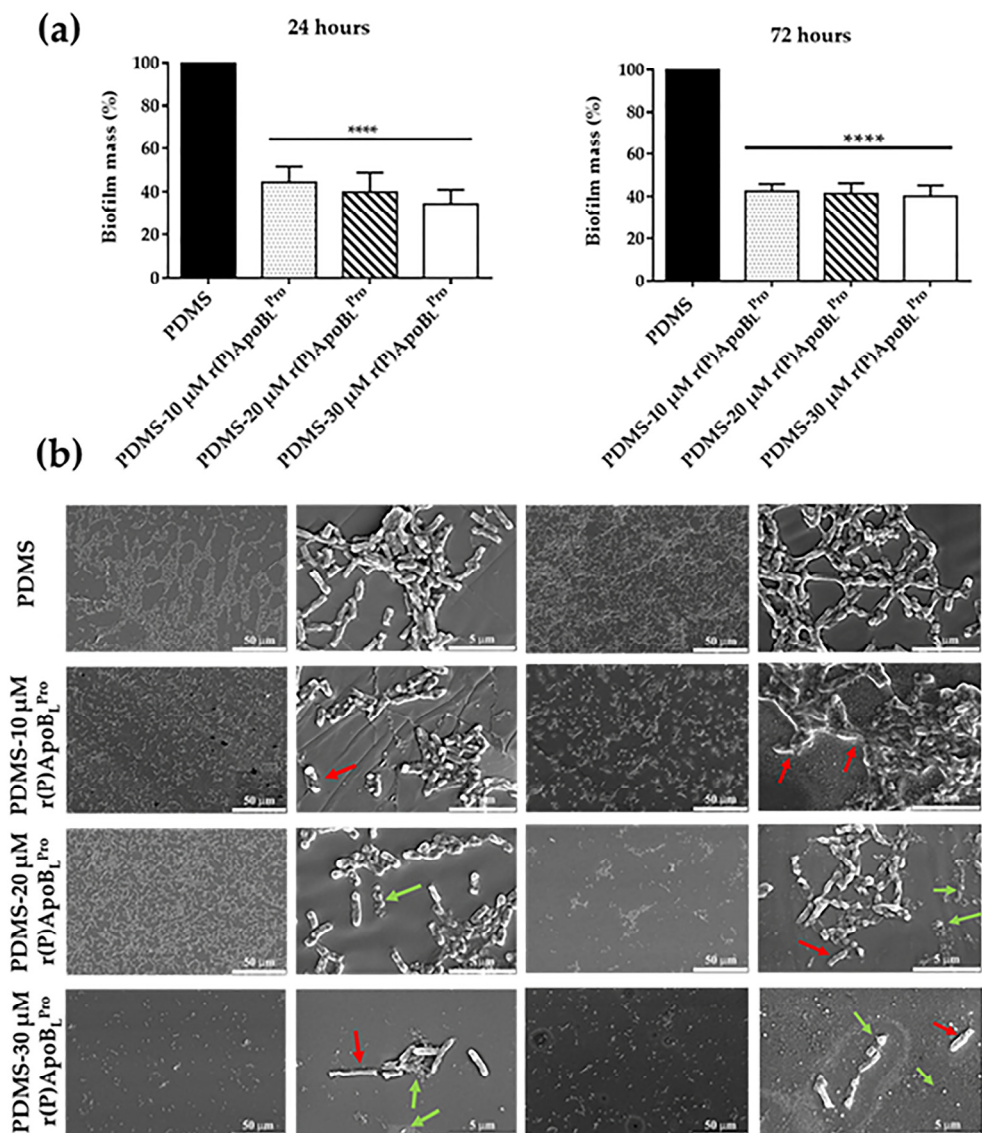 (a)
24 hours
Biofilm mass (%)
100
80
60
40
20
0
****
PDMS
PDMS-10 µM r(P)ApoBLPro
PDMS-20 µM r(P)ApoBLPro
PDMS-30 µM r(P)ApoBLPro
72 hours
Biofilm mass (%)
100
80
60
40
20
0
****
PDMS
PDMS-10 µM r(P)ApoBLPro
PDMS-20 µM r(P)ApoBLPro
PDMS-30 µM r(P)ApoBLPro
(b)
PDMS
50 µm
5 µm
50 µm
5 µm
PDMS-10 µM
r(P)ApoBLPro
50 µm
50 µm
PDMS-20 µM
r(P)ApoBLPro
50 µm
5 µm
50 µm
5 µm
PDMS-30 µM
r(P)ApoBLPro
50 µm
5 µm
50 µm
5 µm